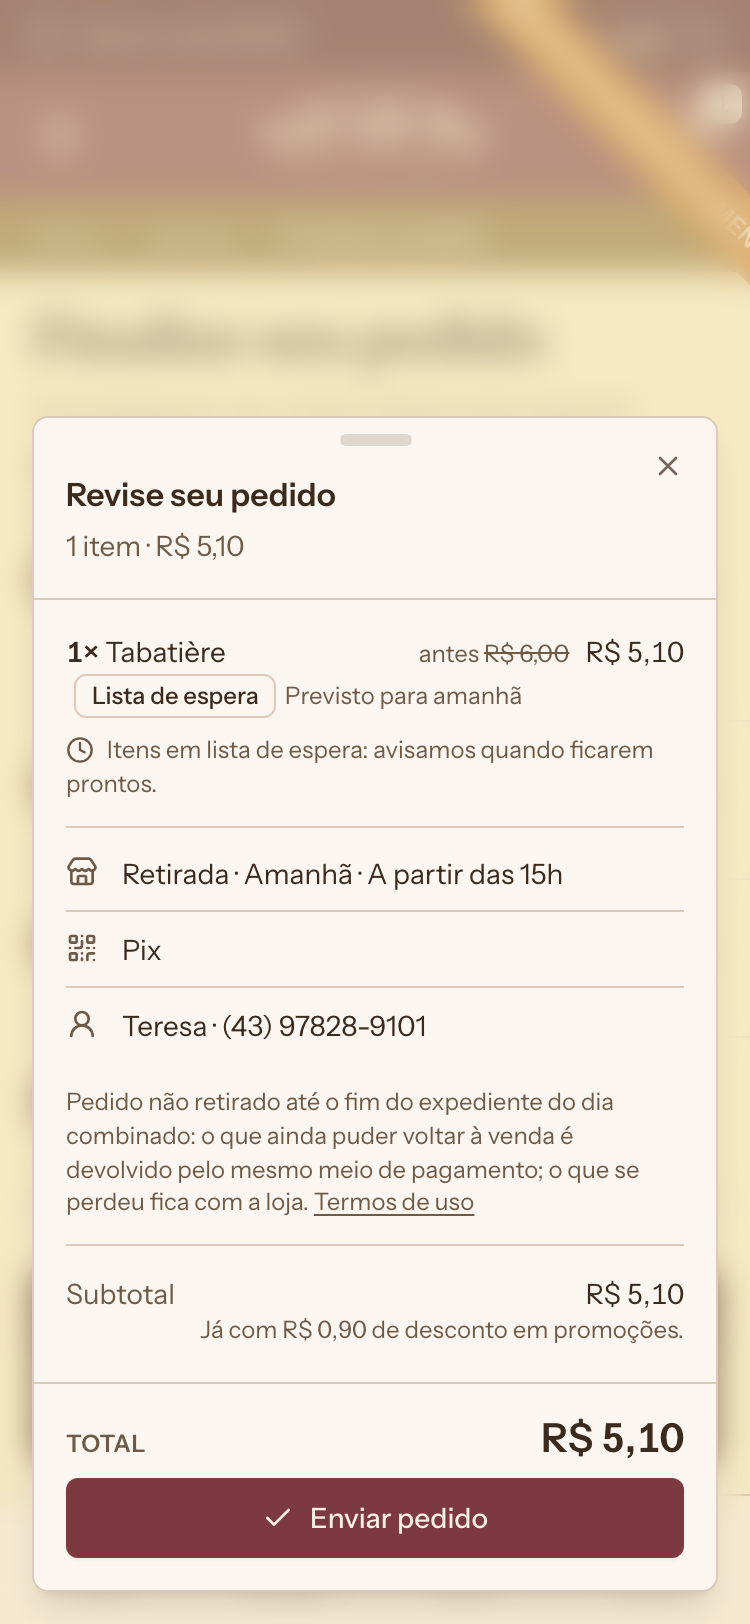 Revise seu pedido
1 item · R$ 5,10
1× Tabatière antes R$ 6,00 R$ 5,10
Lista de espera Previsto para amanhã
Itens em lista de espera: avisamos quando ficarem
prontos.
Retirada · Amanhã · A partir das 15h
Pix
Teresa · (43) 97828-9101
Pedido não retirado até o fim do expediente do dia
combinado: o que ainda puder voltar à venda é
devolvido pelo mesmo meio de pagamento; o que se
perdeu fica com a loja. Termos de uso
Subtotal R$ 5,10
Já com R$ 0,90 de desconto em promoções.
TOTAL R$ 5,10
Enviar pedido